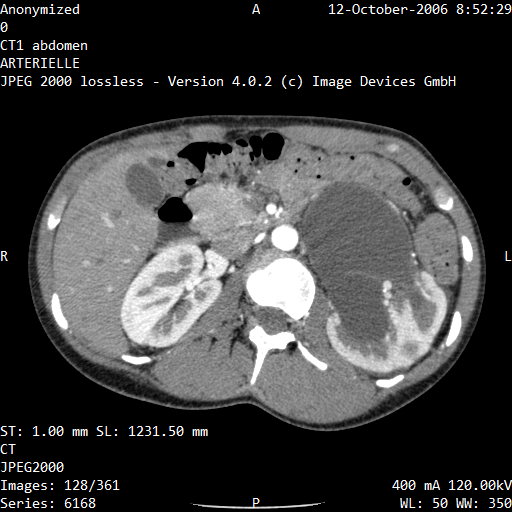 Anonymized A 12-October-2006 8:52:29
0
CT1 abdomen
ARTERIELLE
JPEG 2000 lossless - Version 4.0.2 (c) Image Devices GmbH
R L
ST: 1.00 mm SL: 1231.50 mm
CT
JPEG2000
Images: 128/361 400 mA 120.00kV
Series: 6168 P WL: 50 WW: 350